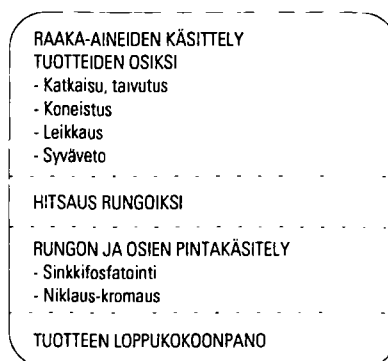 RAAKA-AINEIDEN KÄSITTELY
TUOTTEIDEN OSIKSI
- Katkaisu, taivutus
- Koneistus
- Leikkaus
- Syväveto
HITSAUS RUNGOIKSI
RUNGON JA OSIEN PINTAKÄSITELY
- Sinkkifosfatointi
- Niklaus-kromaus
TUOTTEEN LOPPUKOKOONPANO